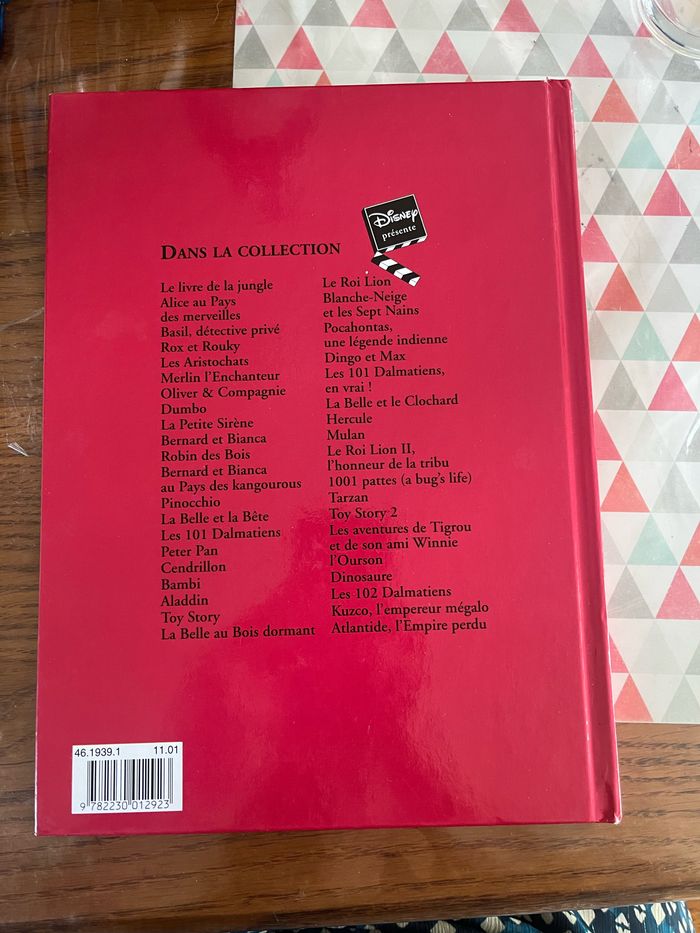 Disney
présente
DANS LA COLLECTION
Le livre de la jungle
Alice au Pays
des merveilles
Basil, détective privé
Rox et Rouky
Les Aristochats
Merlin l'Enchanteur
Oliver & Compagnie
Dumbo
La Petite Sirène
Bernard et Bianca
Robin des Bois
Bernard et Bianca
au Pays des kangourous
Pinocchio
La Belle et la Bête
Les 101 Dalmatiens
Peter Pan
Cendrillon
Bambi
Aladdin
Toy Story
La Belle au Bois dormant
Le Roi Lion
Blanche-Neige
et les Sept Nains
Pocahontas,
une légende indienne
Dingo et Max
Les 101 Dalmatiens,
en vrai !
La Belle et le Clochard
Hercule
Mulan
Le Roi Lion II,
l'honneur de la tribu
1001 pattes (a bug's life)
Tarzan
Toy Story 2
Les aventures de Tigrou
et de son ami Winnie
l'Ourson
Dinosaure
Les 102 Dalmatiens
Kuzco, l'empereur mégalo
Atlantide, l'Empire perdu
46.1939.1 11.01
9 782230 012923